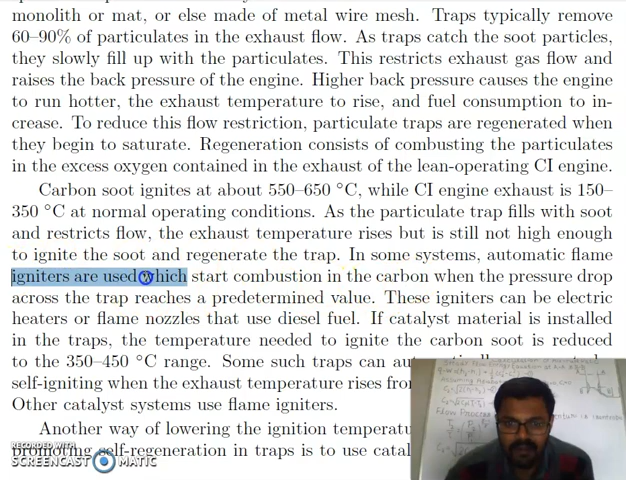 monolith or mat, or else made of metal wire mesh. Traps typically remove
60–90% of particulates in the exhaust flow. As traps catch the soot particles,
they slowly fill up with the particulates. This restricts exhaust gas flow and
raises the back pressure of the engine. Higher back pressure causes the engine
to run hotter, the exhaust temperature to rise, and fuel consumption to in-
crease. To reduce this flow restriction, particulate traps are regenerated when
they begin to saturate. Regeneration consists of combusting the particulates
in the excess oxygen contained in the exhaust of the lean-operating CI engine.
Carbon soot ignites at about 550–650 °C, while CI engine exhaust is 150–
350 °C at normal operating conditions. As the particulate trap fills with soot
and restricts flow, the exhaust temperature rises but is still not high enough
to ignite the soot and regenerate the trap. In some systems, automatic flame
igniters are used which start combustion in the carbon when the pressure drop
across the trap reaches a predetermined value. These igniters can be electric
heaters or flame nozzles that use diesel fuel. If catalyst material is installed
in the traps, the temperature needed to ignite the carbon soot is reduced
to the 350–450 °C range. Some such traps can
self-igniting when the exhaust temperature rises
Other catalyst systems use flame igniters.
Another way of lowering the ignition
promoting self-regeneration in traps is to use
RECORDED WITH
SCREENCAST MATIC